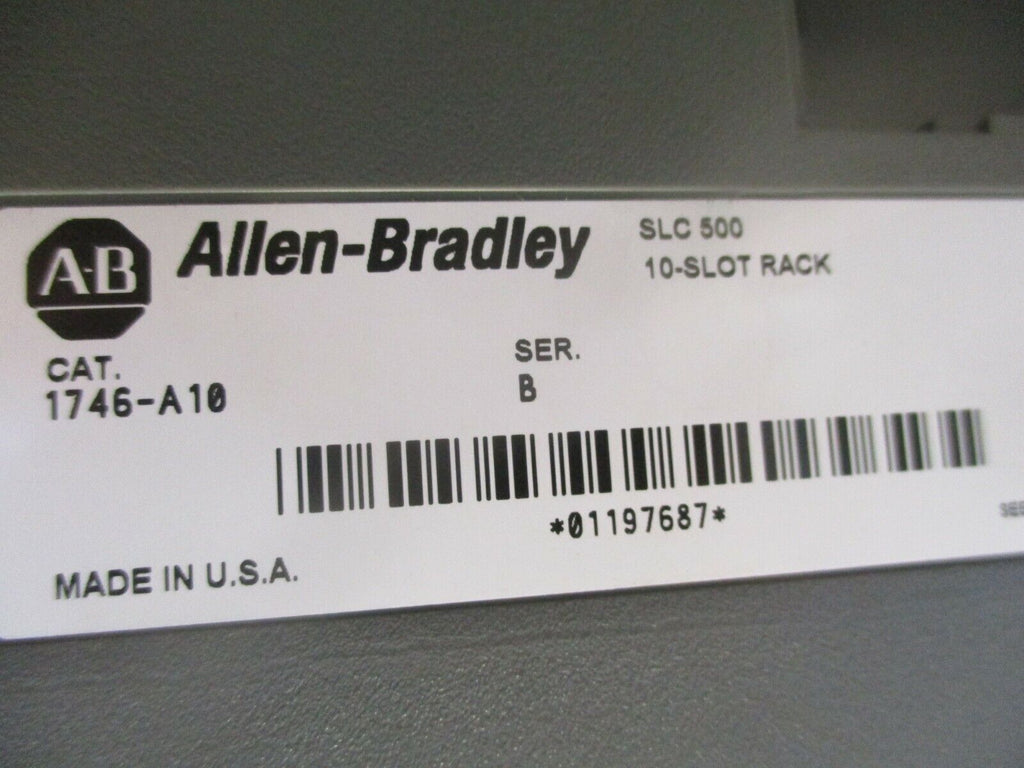 A-B Allen-Bradley
SLC 500
10-SLOT RACK
CAT.
1746-A10
SER.
B
*01197687*
MADE IN U.S.A.